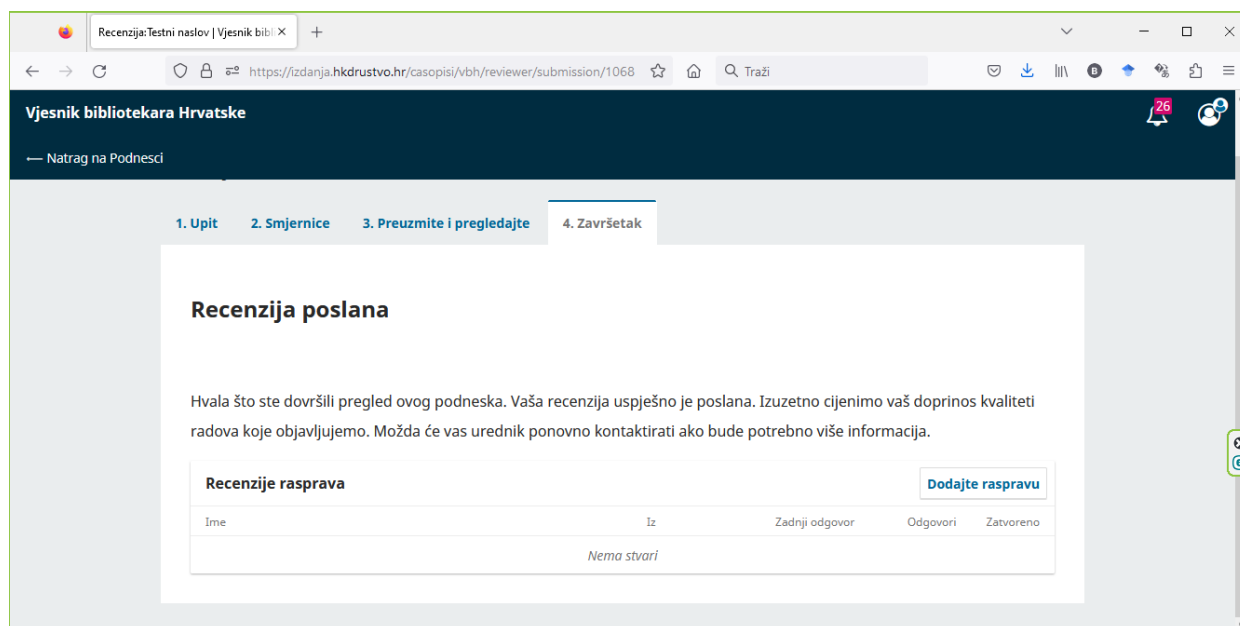 Recenzija:Testni naslov | Vjesnik bibli
https://izdanja.hkdrustvo.hr/casopisi/vbh/reviewer/submission/1068
Traži
Vjesnik bibliotekara Hrvatske
26
← Natrag na Podnesci
1. Upit 2. Smjernice 3. Preuzmite i pregledajte 4. Završetak
Recenzija poslana
Hvala što ste dovršili pregled ovog podneska. Vaša recenzija uspješno je poslana. Izuzetno cijenimo vaš doprinos kvaliteti
radova koje objavljujemo. Možda će vas urednik ponovno kontaktirati ako bude potrebno više informacija.
Recenzije rasprava Dodajte raspravu
Ime Iz Zadnji odgovor Odgovori Zatvoreno
Nema stvari